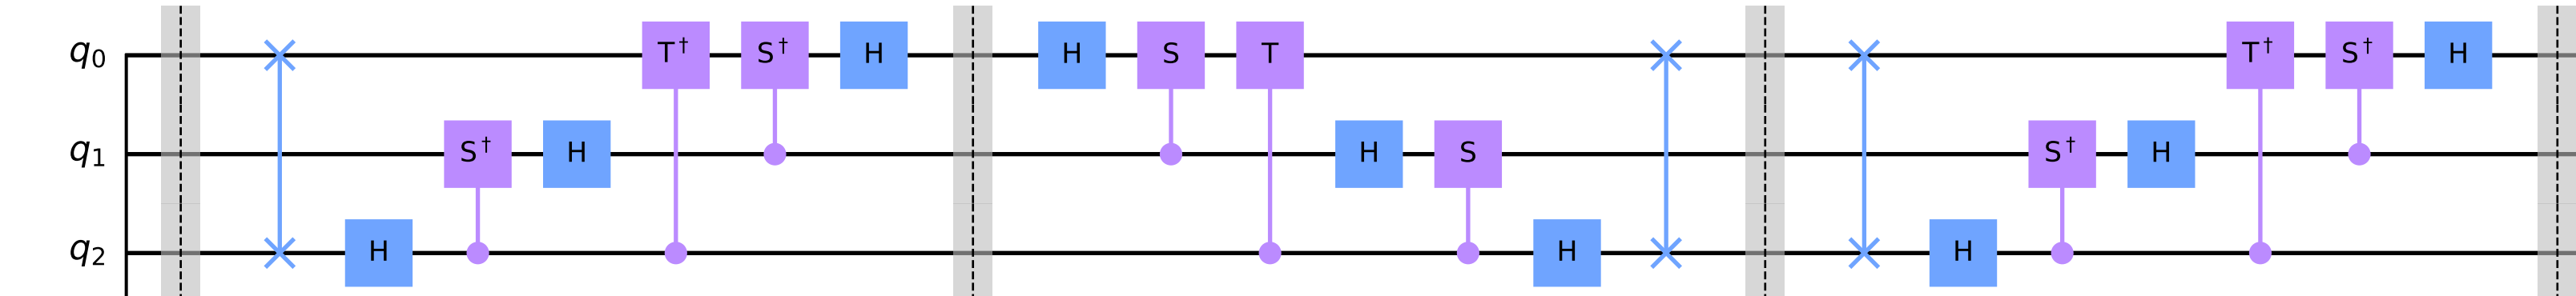 q0 T† S† H H S T T† S† H
q1 S† H H S S† H
q2 H H H